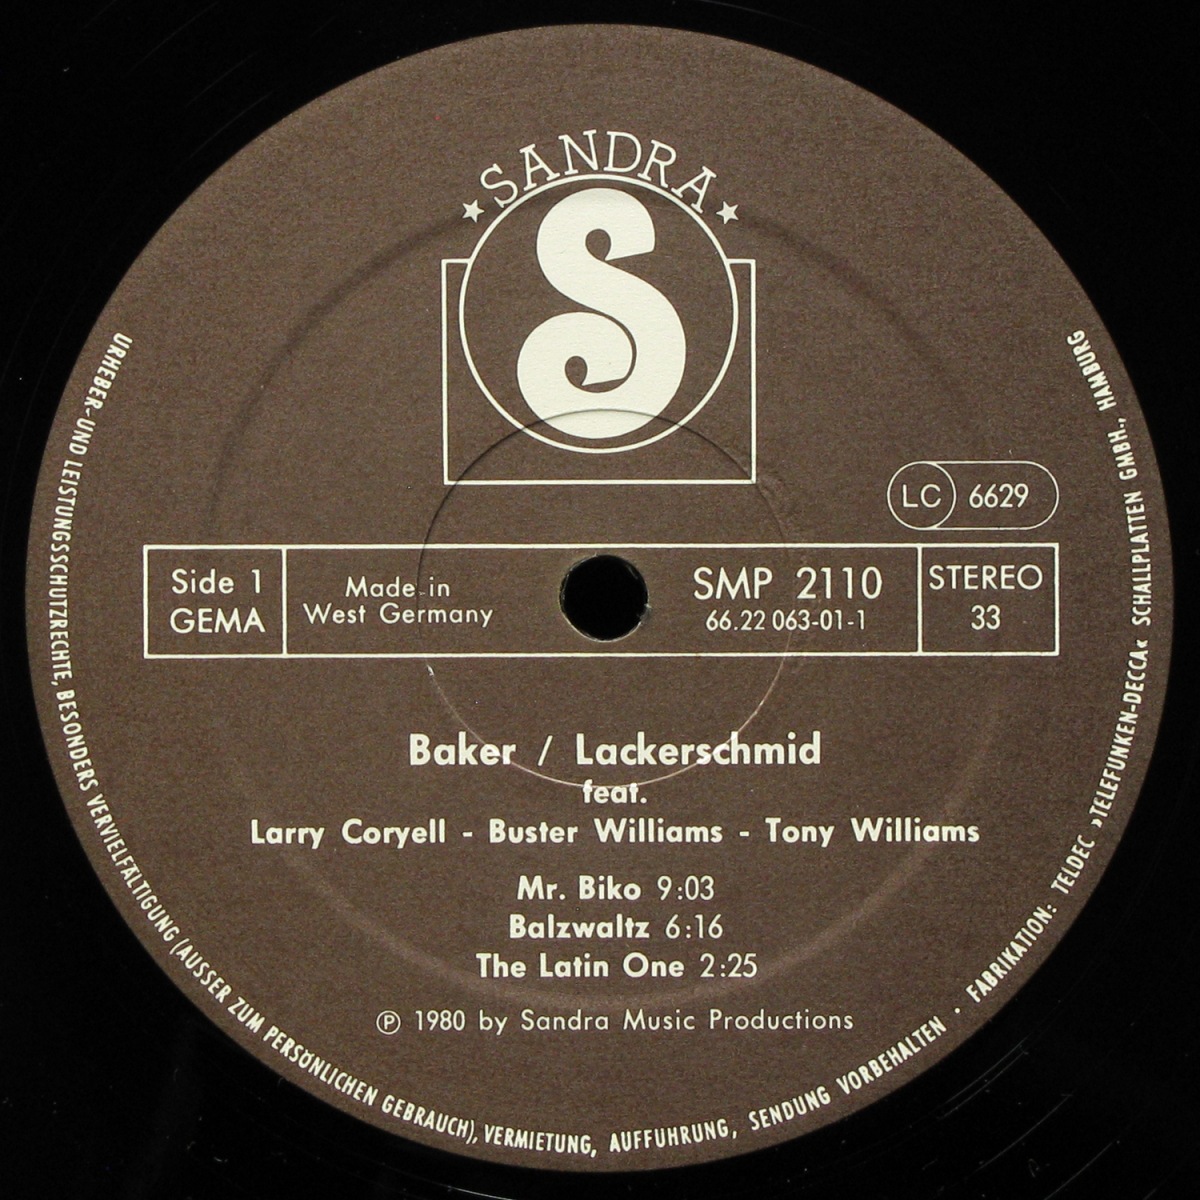 ★ SANDRA ★
S
LC 6629
Side 1
GEMA
Made in
West Germany
SMP 2110
66.22 063-01-1
STEREO
33
Baker / Lackerschmid
feat.
Larry Coryell - Buster Williams - Tony Williams
Mr. Biko 9:03
Balzwaltz 6:16
The Latin One 2:25
℗ 1980 by Sandra Music Productions
URHEBER- UND LEISTUNGSSCHUTZRECHTE, BESONDERS VERVIELFÄLTIGUNG (AUSSER ZUM PERSÖNLICHEN GEBRAUCH), VERMIETUNG, AUFFÜHRUNG, SENDUNG VORBEHALTEN · FABRIKATION: TELDEC »TELEFUNKEN-DECCA« SCHALLPLATTEN GMBH., HAMBURG